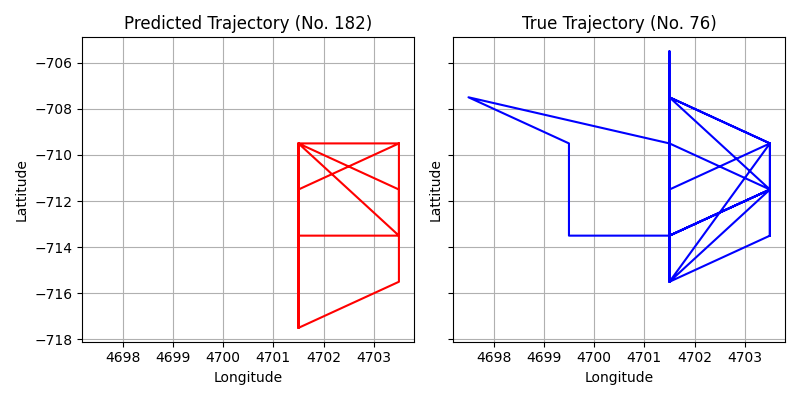 Predicted Trajectory (No. 182)
True Trajectory (No. 76)
Lattitude
−706
−708
−710
−712
−714
−716
−718
4698 4699 4700 4701 4702 4703
Longitude
Lattitude
4698 4699 4700 4701 4702 4703
Longitude